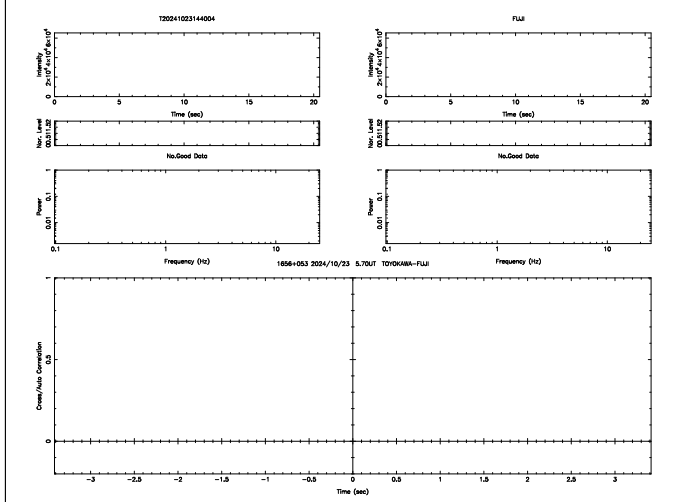 T20241023144004
FUJI
Intensity
0 2×10⁴ 4×10⁴ 6×10⁴
0 5 10 15 20
Time (sec)
Intensity
0 2×10⁴ 4×10⁴ 6×10⁴
0 5 10 15 20
Time (sec)
Nor. Level
00.511.52
Nor. Level
00.511.52
No.Good Data
No.Good Data
Power
0.01 0.1 1
0.1 1 10
Frequency (Hz)
Power
0.01 0.1 1
0.1 1 10
Frequency (Hz)
1656+053 2024/10/23 5.70UT TOYOKAWA-FUJI
Cross/Auto Correlation
0 0.5 1
-3 -2.5 -2 -1.5 -1 -0.5 0 0.5 1 1.5 2 2.5 3
Time (sec)